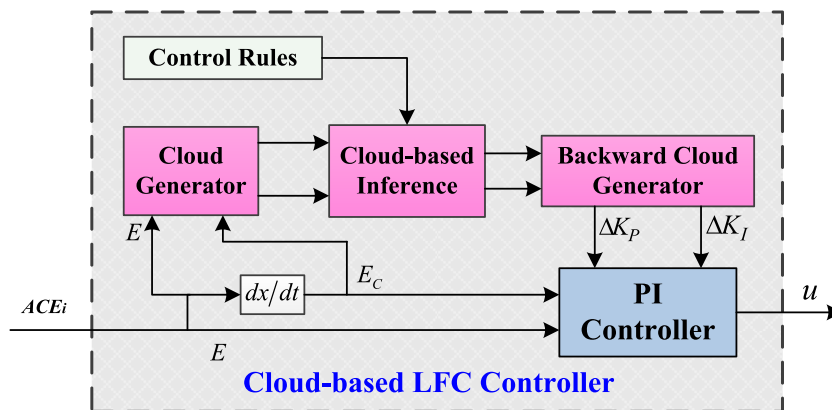 Control Rules
Cloud
Generator
Cloud-based
Inference
Backward Cloud
Generator
E
ΔK_P
ΔK_I
dx/dt
E_C
PI
Controller
u
ACEi
E
Cloud-based LFC Controller